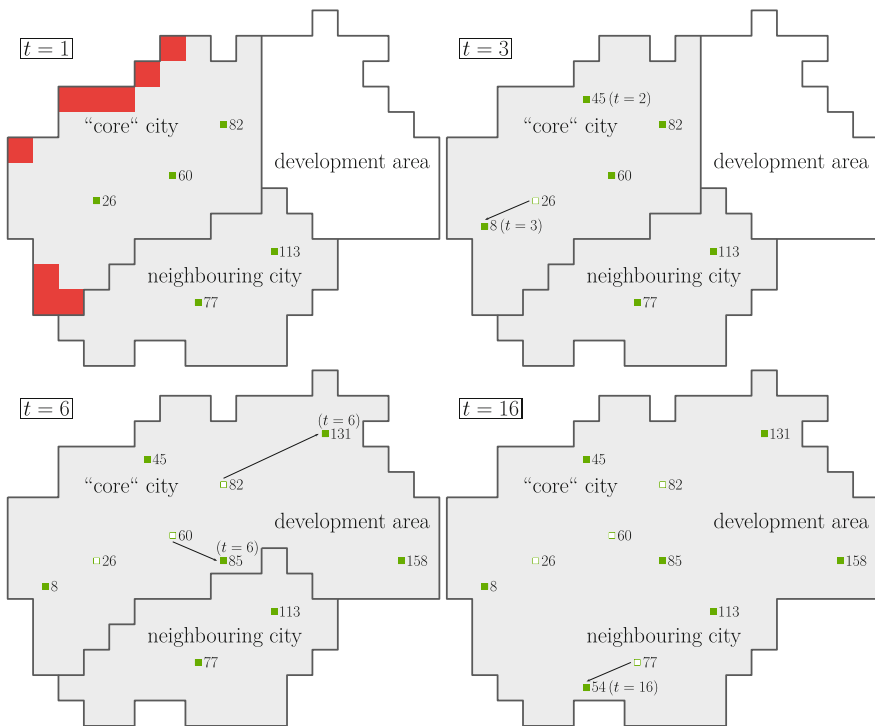 t = 1
"core" city
82
development area
60
26
113
neighbouring city
77
t = 3
45 (t = 2)
"core" city
82
development area
60
26
8 (t = 3)
113
neighbouring city
77
t = 6
(t = 6)
131
45
"core" city
82
development area
60
(t = 6)
26
85
158
8
113
neighbouring city
77
t = 16
131
45
"core" city
82
development area
60
26
85
158
8
113
neighbouring city
77
54 (t = 16)